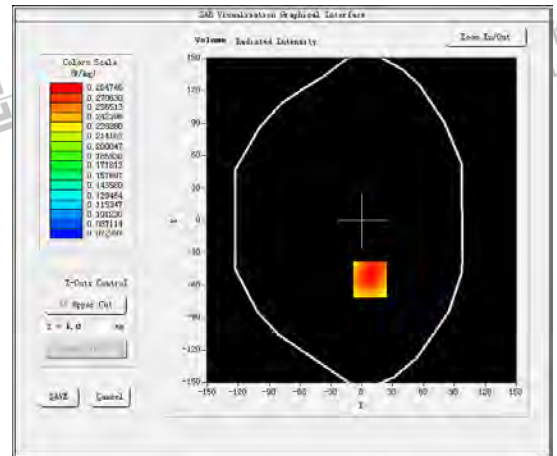 SAR Visualisation Graphical Interface
Volume Radiated Intensity
Zoom In/Out
Colors Scale
(W/kg)
0.284746
0.270630
0.256513
0.242396
0.228280
0.214163
0.200047
0.185930
0.171813
0.157697
0.143580
0.129464
0.115347
0.101230
0.087114
Z-Cuts Control
Upper Cut
mm
SAVE
Cancel
150
120
90
60
30
0
-30
-60
-90
-120
-150
Y
-150 -120 -90 -60 -30 0 30 60 90 120 150
X